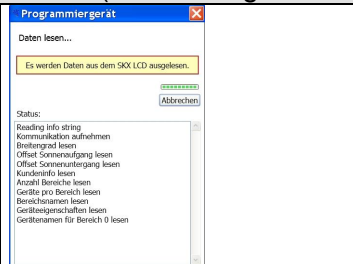 Programmiergerät
Daten lesen...
Es werden Daten aus dem SKX LCD ausgelesen.
Abbrechen
Status:
Reading info string
Kommunikation aufnehmen
Breitengrad lesen
Offset Sonnenaufgang lesen
Offset Sonnenuntergang lesen
Kundeninfo lesen
Anzahl Bereiche lesen
Geräte pro Bereich lesen
Bereichsnamen lesen
Geräteeigenschaften lesen
Gerätenamen für Bereich 0 lesen